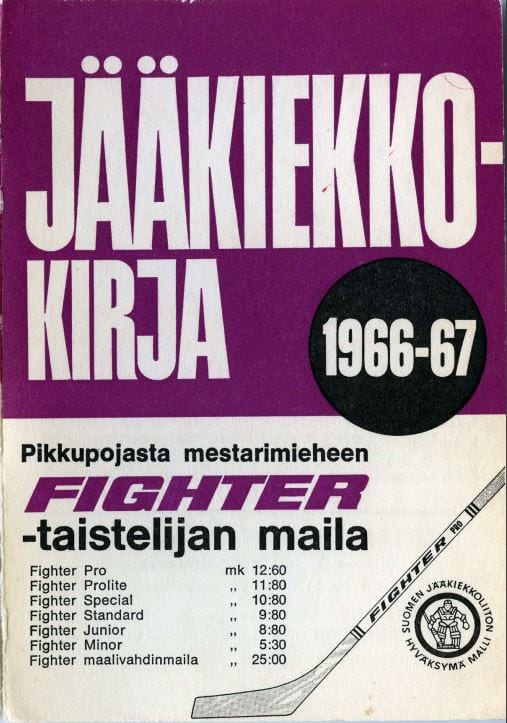 JÄÄKIEKKO-
KIRJA
1966-67
Pikkupojasta mestarimieheen
FIGHTER
-taistelijan maila
Fighter Pro mk 12:60
Fighter Prolite ,, 11:80
Fighter Special ,, 10:80
Fighter Standard ,, 9:80
Fighter Junior ,, 8:80
Fighter Minor ,, 5:30
Fighter maalivahdinmaila ,, 25:00
FIGHTER PRO
SUOMEN JÄÄKIEKKOLIITON
HYVÄKSYMÄ MALLI